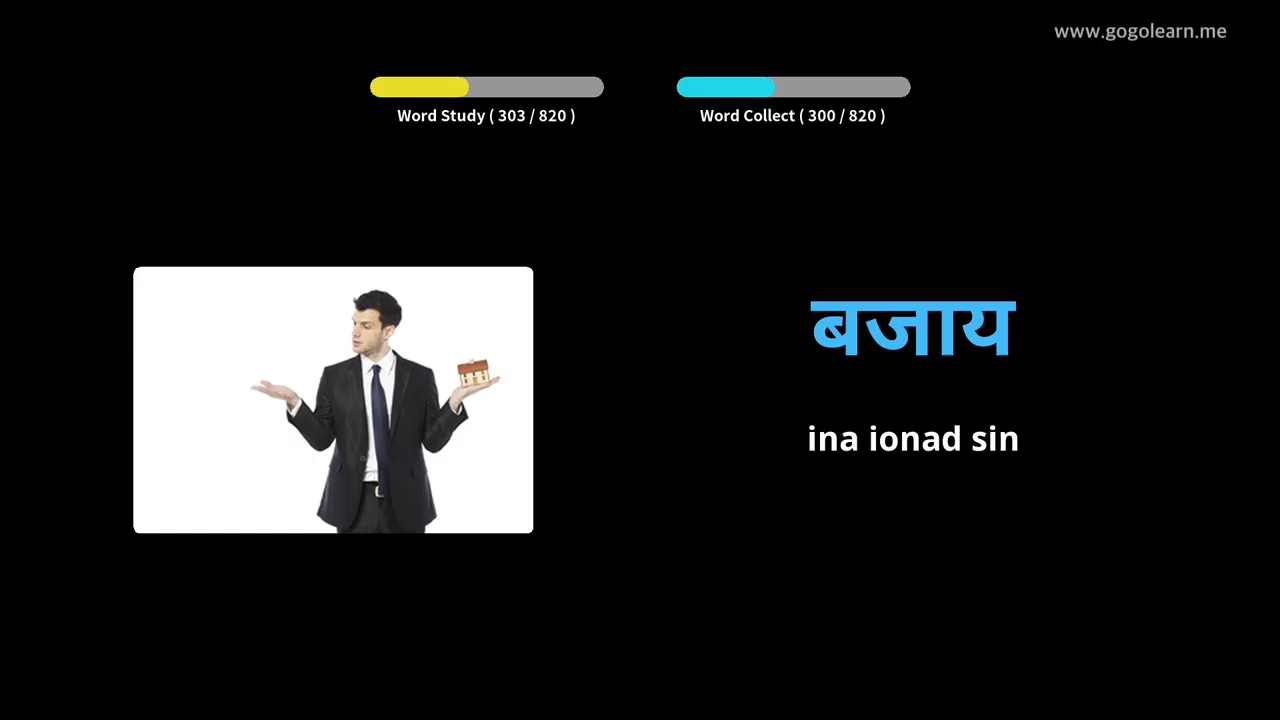 www.gogolearn.me
Word Study ( 303 / 820 )
Word Collect ( 300 / 820 )
बजाय
ina ionad sin